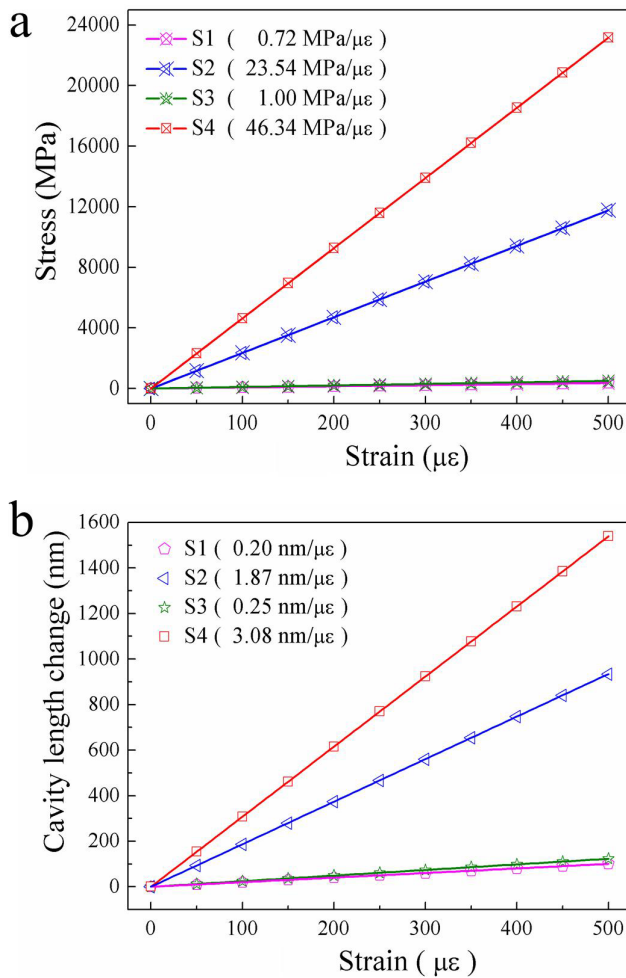 a
S1 ( 0.72 MPa/με )
S2 ( 23.54 MPa/με )
S3 ( 1.00 MPa/με )
S4 ( 46.34 MPa/με )
24000
20000
16000
12000
8000
4000
0
Stress (MPa)
0 100 200 300 400 500
Strain (με)
b
S1 ( 0.20 nm/με )
S2 ( 1.87 nm/με )
S3 ( 0.25 nm/με )
S4 ( 3.08 nm/με )
1600
1400
1200
1000
800
600
400
200
0
Cavity length change (nm)
0 100 200 300 400 500
Strain ( με)